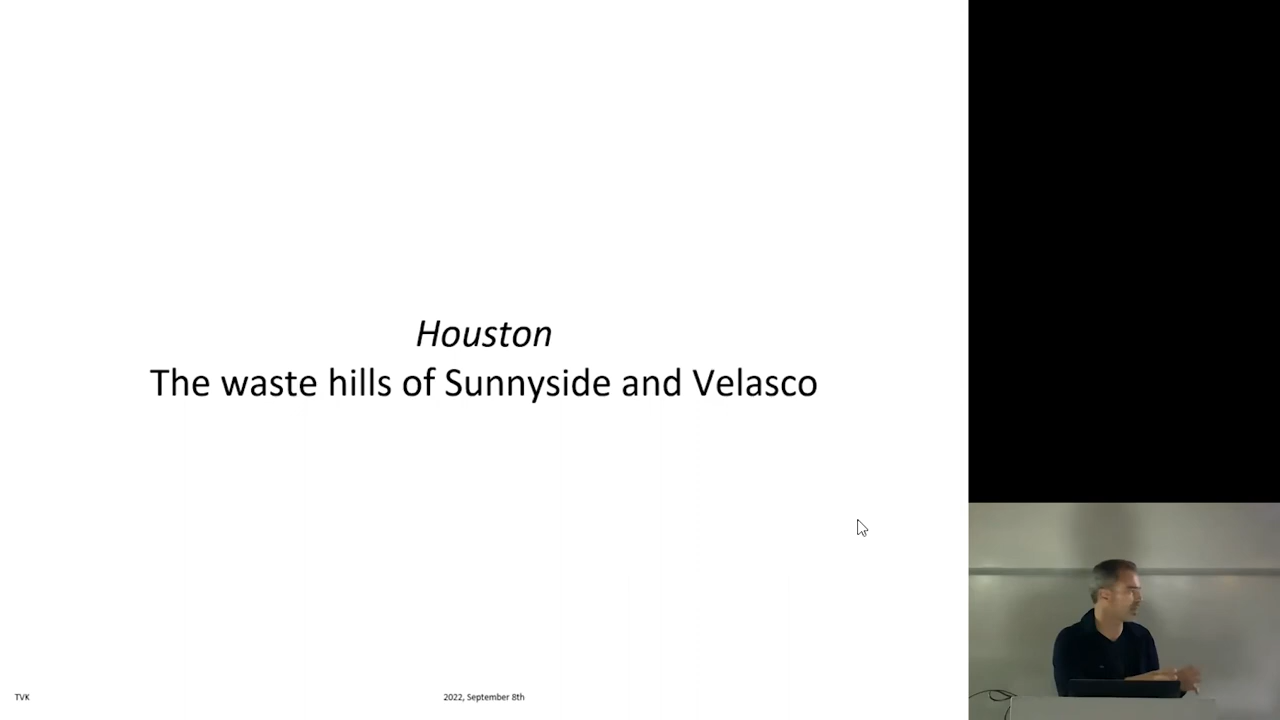 Houston
The waste hills of Sunnyside and Velasco
TVK
2022, September 8th